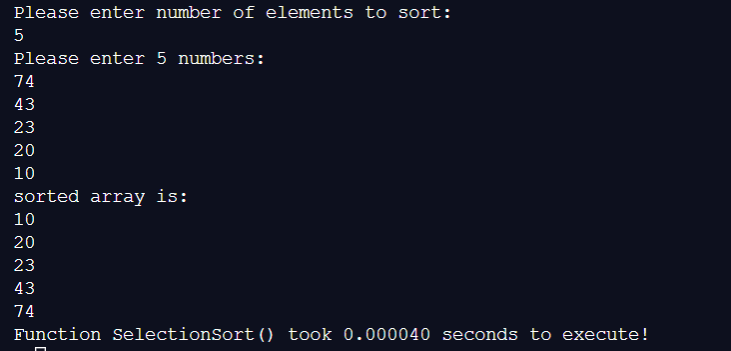 Please enter number of elements to sort:
5
Please enter 5 numbers:
74
43
23
20
10
sorted array is:
10
20
23
43
74
Function SelectionSort() took 0.000040 seconds to execute!